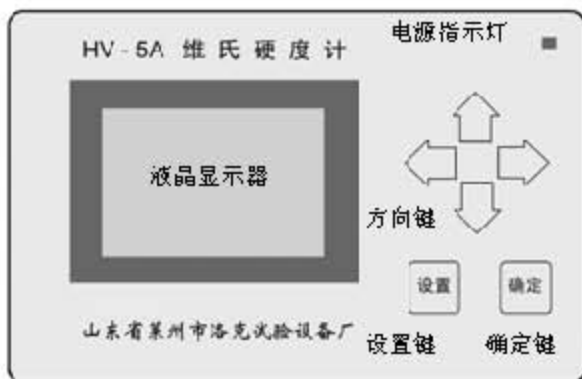 HV-5A 维氏硬度计
电源指示灯
液晶显示器
方向键
设置
确定
山东省莱州市洛克试验设备厂
设置键
确定键